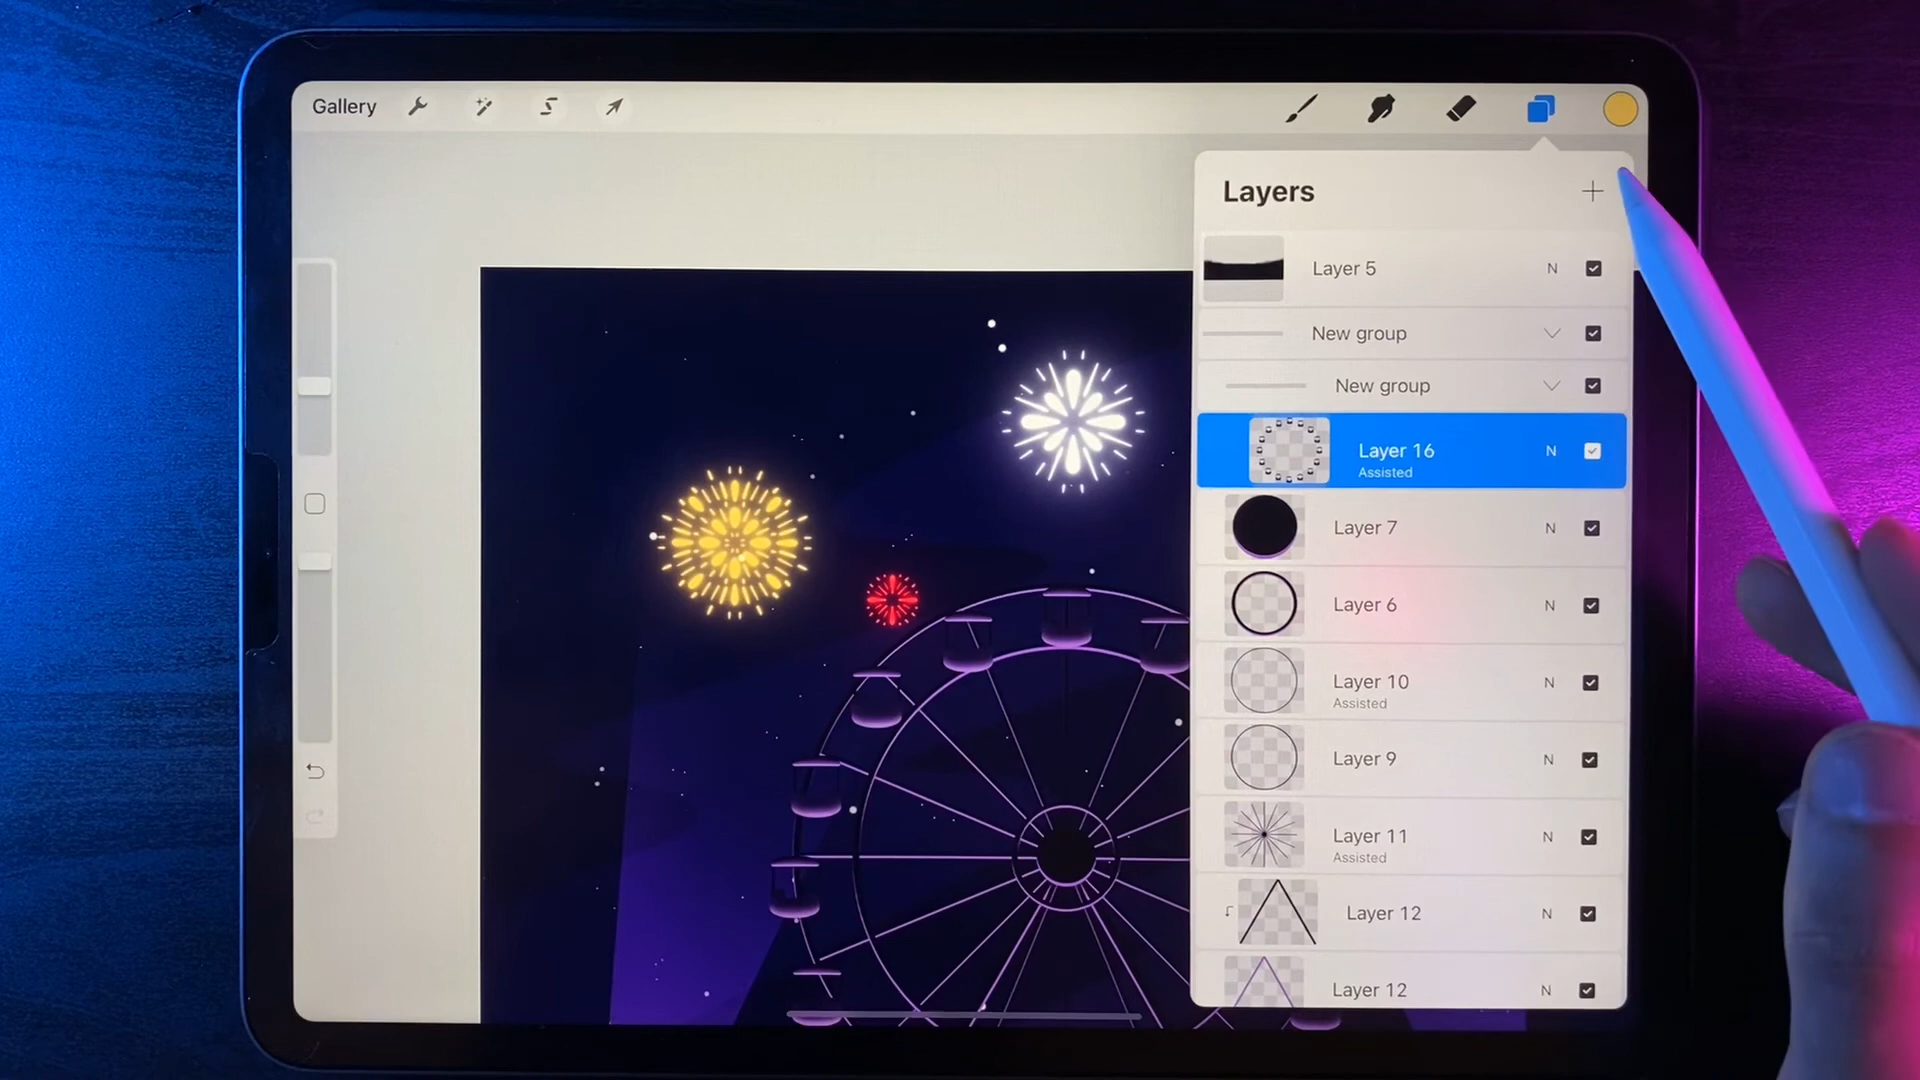 Gallery
Layers
Layer 5 N
New group
New group
Layer 16 N
Assisted
Layer 7 N
Layer 6 N
Layer 10 N
Assisted
Layer 9 N
Layer 11 N
Assisted
Layer 12 N
Layer 12 N